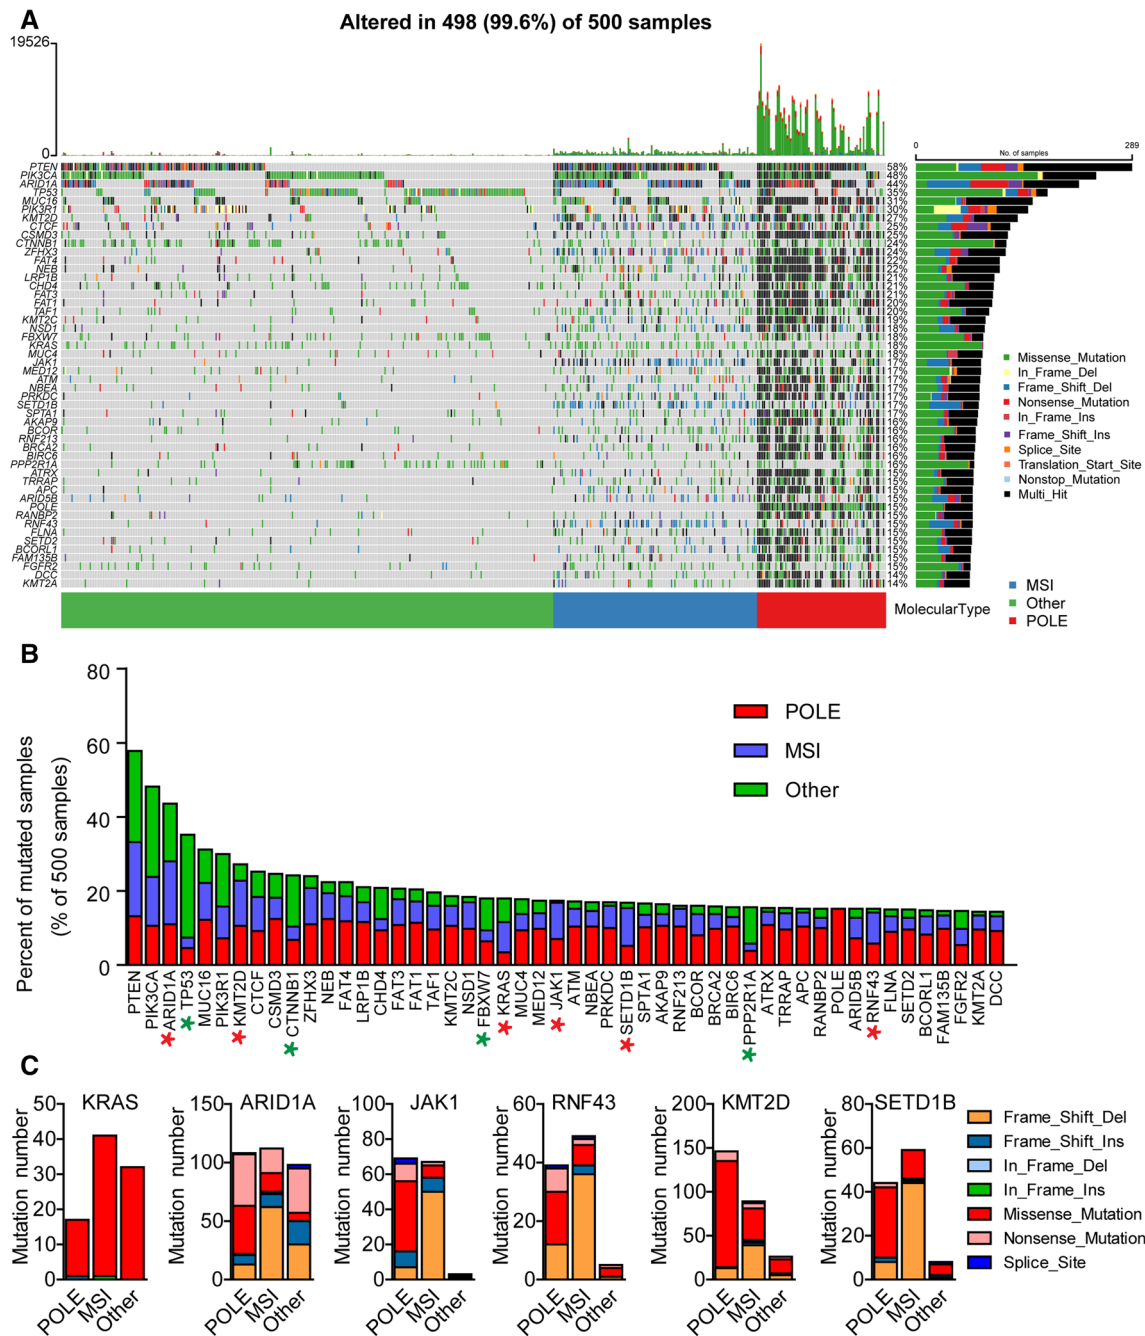 A
Altered in 498 (99.6%) of 500 samples
19526
0
0
No. of samples
289
PTEN 58%
PIK3CA 48%
ARID1A 44%
TP53 35%
MUC16 31%
PIK3R1 30%
KMT2D 27%
CTCF 25%
CSMD3 25%
CTNNB1 24%
ZFHX3 24%
FAT4 22%
NEB 22%
LRP1B 21%
CHD4 21%
FAT3 21%
FAT1 20%
TAF1 20%
KMT2C 19%
NSD1 18%
FBXW7 18%
KRAS 18%
MUC4 18%
JAK1 17%
MED12 17%
ATM 17%
NBEA 17%
PRKDC 17%
SETD1B 17%
SPTA1 17%
AKAP9 16%
BCOR 16%
RNF213 16%
BRCA2 16%
BIRC6 16%
PPP2R1A 16%
ATRX 15%
TRRAP 15%
APC 15%
ARID5B 15%
POLE 15%
RANBP2 15%
RNF43 15%
FLNA 15%
SETD2 15%
BCORL1 15%
FAM135B 15%
FGFR2 15%
DCC 14%
KMT2A 14%
Missense_Mutation
In_Frame_Del
Frame_Shift_Del
Nonsense_Mutation
In_Frame_Ins
Frame_Shift_Ins
Splice_Site
Translation_Start_Site
Nonstop_Mutation
Multi_Hit
MSI
Other
POLE
MolecularType
B
Percent of mutated samples
(% of 500 samples)
80
60
40
20
0
POLE
MSI
Other
PTEN
PIK3CA
ARID1A
TP53
MUC16
PIK3R1
KMT2D
CTCF
CSMD3
CTNNB1
ZFHX3
NEB
FAT4
LRP1B
CHD4
FAT3
FAT1
TAF1
KMT2C
NSD1
FBXW7
KRAS
MUC4
MED12
JAK1
ATM
NBEA
PRKDC
SETD1B
SPTA1
AKAP9
RNF213
BCOR
BRCA2
BIRC6
PPP2R1A
ATRX
TRRAP
APC
RANBP2
POLE
ARID5B
RNF43
FLNA
SETD2
BCORL1
FAM135B
FGFR2
KMT2A
DCC
C
KRAS
Mutation number
50
40
30
20
10
0
POLE
MSI
Other
ARID1A
Mutation number
150
100
50
0
POLE
MSI
Other
JAK1
Mutation number
100
80
60
40
20
0
POLE
MSI
Other
RNF43
Mutation number
60
40
20
0
POLE
MSI
Other
KMT2D
Mutation number
200
150
100
50
0
POLE
MSI
Other
SETD1B
Mutation number
80
60
40
20
0
POLE
MSI
Other
Frame_Shift_Del
Frame_Shift_Ins
In_Frame_Del
In_Frame_Ins
Missense_Mutation
Nonsense_Mutation
Splice_Site